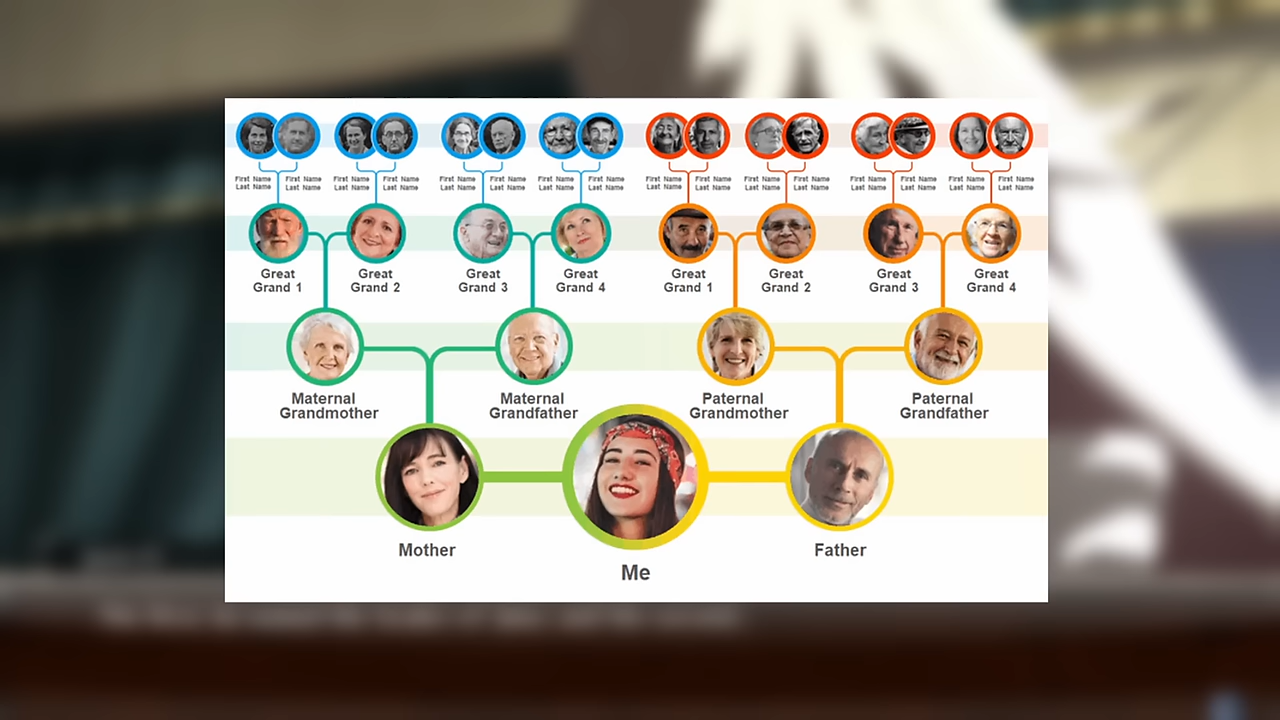 First Name First Name First Name First Name First Name First Name First Name First Name First Name First Name First Name First Name First Name First Name First Name First Name
Last Name Last Name Last Name Last Name Last Name Last Name Last Name Last Name Last Name Last Name Last Name Last Name Last Name Last Name Last Name Last Name
Great Great Great Great Great Great Great Great
Grand 1 Grand 2 Grand 3 Grand 4 Grand 1 Grand 2 Grand 3 Grand 4
Maternal Maternal Paternal Paternal
Grandmother Grandfather Grandmother Grandfather
Mother Father
Me